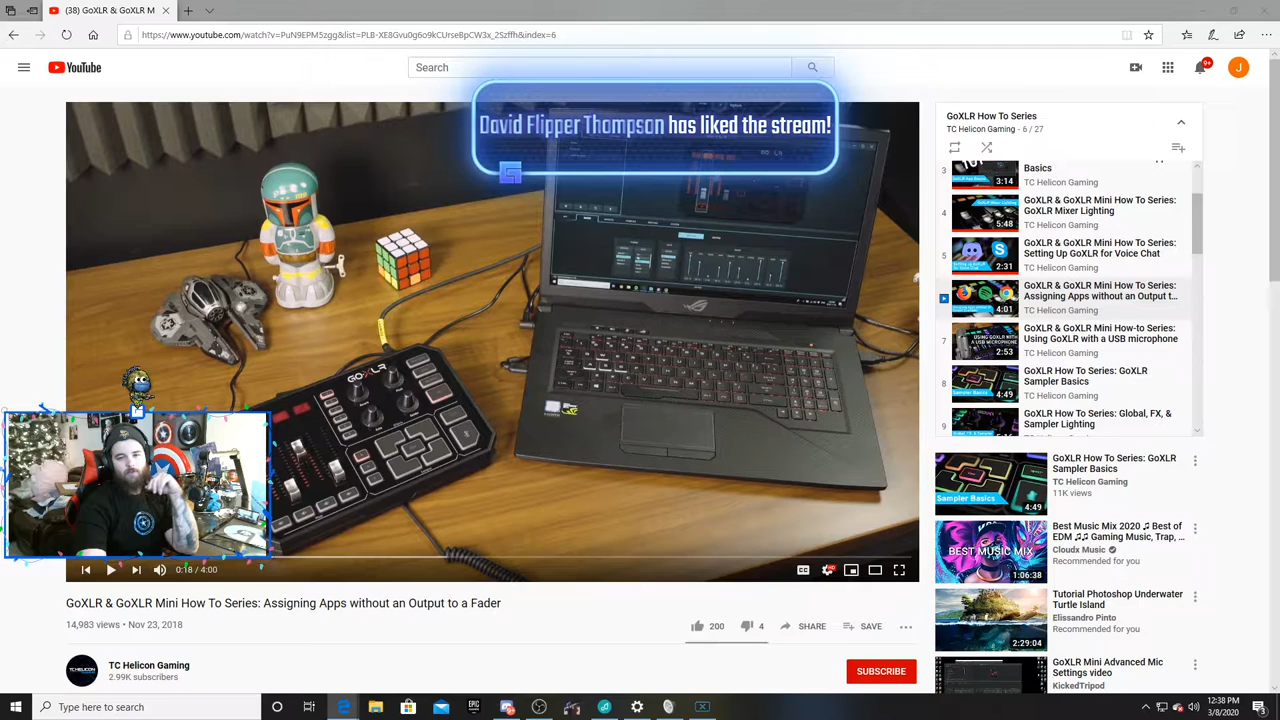 (38) GoXLR & GoXLR M
https://www.youtube.com/watch?v=PuN9EPM5zgg&list=PLB-XE8Gvu0g6o9kCUrseBpCW3x_2Szffh&index=6
YouTube
Search
9+
J
David FlipperThompson has liked the stream!
GoXLR
0:18 / 4:00
HD
GoXLR & GoXLR Mini How To Series: Assigning Apps without an Output to a Fader
14,983 views • Nov 23, 2018
200
4
SHARE
SAVE
TC Helicon Gaming
2.99K subscribers
SUBSCRIBE
GoXLR How To Series
TC Helicon Gaming - 6 / 27
3
3:14
Basics
TC Helicon Gaming
4
5:48
GoXLR & GoXLR Mini How To Series:
GoXLR Mixer Lighting
TC Helicon Gaming
5
2:31
GoXLR & GoXLR Mini How To Series:
Setting Up GoXLR for Voice Chat
TC Helicon Gaming
4:01
GoXLR & GoXLR Mini How To Series:
Assigning Apps without an Output t...
TC Helicon Gaming
7
USING GOXLR WITH
A USB MICROPHONE
2:53
GoXLR & GoXLR Mini How-to Series:
Using GoXLR with a USB microphone
TC Helicon Gaming
8
4:49
GoXLR How To Series: GoXLR
Sampler Basics
TC Helicon Gaming
9
GoXLR How To Series: Global, FX, &
Sampler Lighting
Sampler Basics
4:49
GoXLR How To Series: GoXLR
Sampler Basics
TC Helicon Gaming
11K views
BEST MUSIC MIX
1:06:38
Best Music Mix 2020 ♫ Best of
EDM ♫♫ Gaming Music, Trap, ...
Cloudx Music
Recommended for you
2:29:04
Tutorial Photoshop Underwater
Turtle Island
Elissandro Pinto
Recommended for you
GoXLR Mini Advanced Mic
Settings video
KickedTripod
12:38 PM
3/8/2020
3